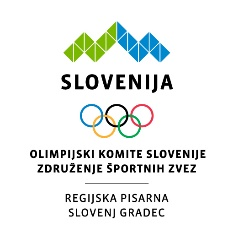 SLOVENIJA
OLIMPIJSKI KOMITE SLOVENIJE
ZDRUŽENJE ŠPORTNIH ZVEZ
REGIJSKA PISARNA
SLOVENJ GRADEC